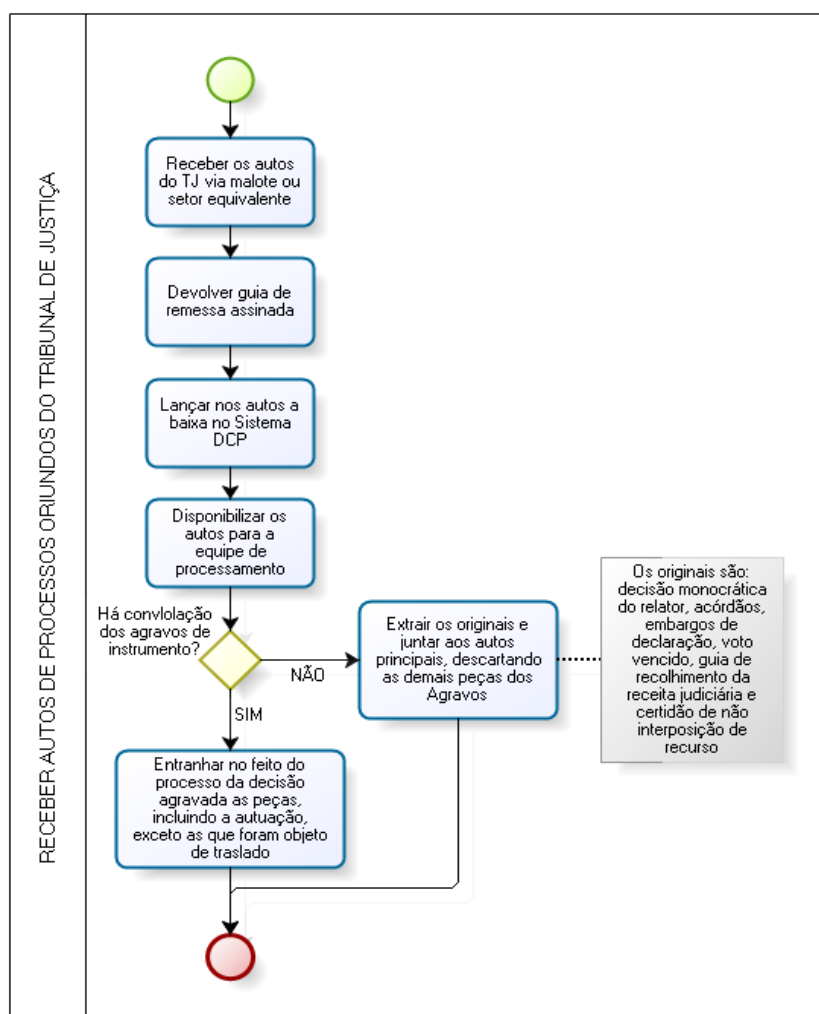 RECEBER AUTOS DE PROCESSOS ORIUNDOS DO TRIBUNAL DE JUSTIÇA
Receber os autos
do TJ via malote ou
setor equivalente
Devolver guia de
remessa assinada
Lançar nos autos a
baixa no Sistema
DCP
Disponibilizar os
autos para a
equipe de
processamento
Há convlolação
dos agravos de
instrumento?
NÃO
SIM
Extrair os originais e
juntar aos autos
principais, descartando
as demais peças dos
Agravos
Os originais são:
decisão monocrática
do relator, acórdãos,
embargos de
declaração, voto
vencido, guia de
recolhimento da
receita judiciária e
certidão de não
interposição de
recurso
Entranhar no feito do
processo da decisão
agravada as peças,
incluindo a autuação,
exceto as que foram objeto
de traslado